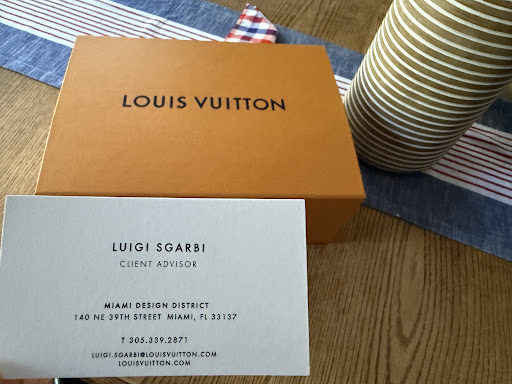 LOUIS VUITTON
LUIGI SGARBI
CLIENT ADVISOR
MIAMI DESIGN DISTRICT
140 NE 39TH STREET MIAMI, FL 33137
T 305.339.2871
LUIGI.SGARBI@LOUISVUITTON.COM
LOUISVUITTON.COM